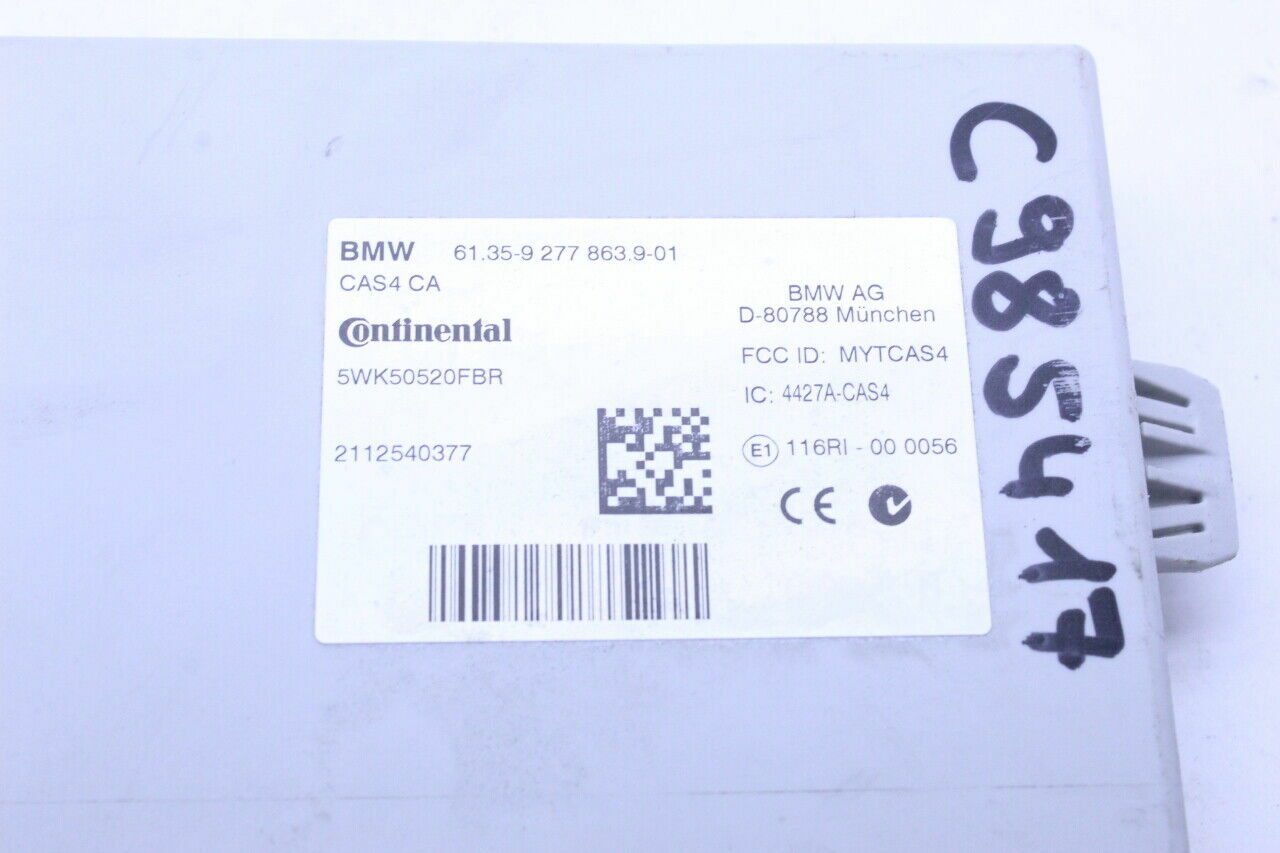 BMW 61.35-9 277 863.9-01
CAS4 CA
Continental
5WK50520FBR
2112540377
BMW AG
D-80788 München
FCC ID: MYTCAS4
IC: 4427A-CAS4
E1 116RI - 00 0056
CE
C98S417